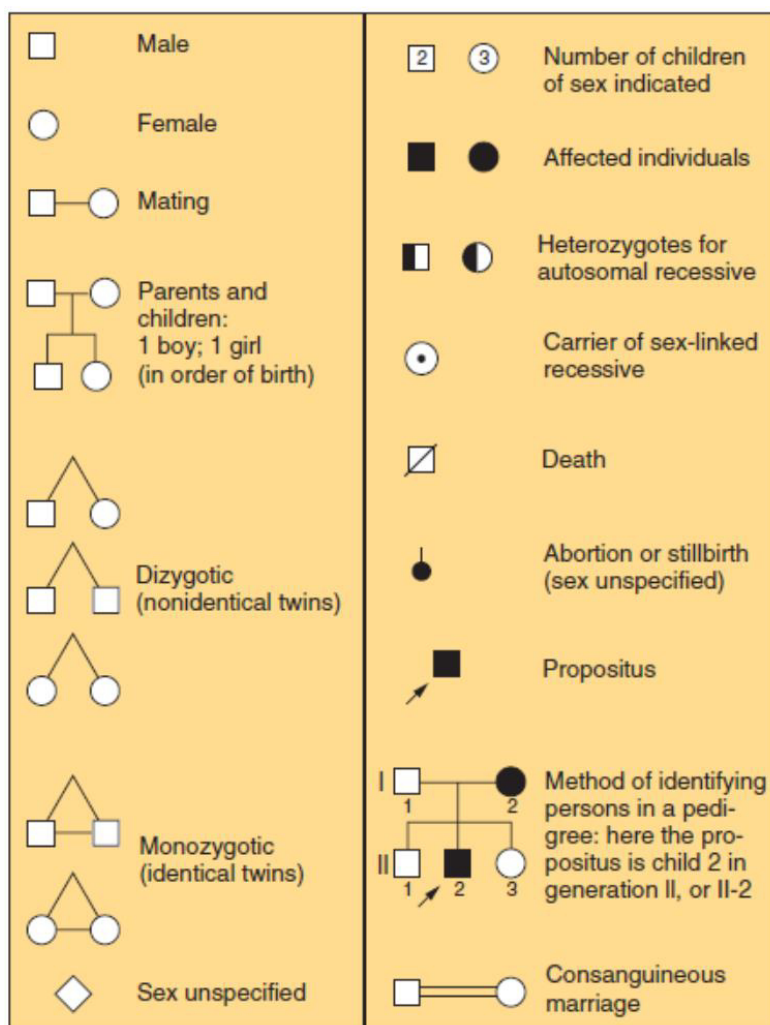 Male
Female
Mating
Parents and
children:
1 boy; 1 girl
(in order of birth)
Dizygotic
(nonidentical twins)
Monozygotic
(identical twins)
Sex unspecified
2 3 Number of children
of sex indicated
Affected individuals
Heterozygotes for
autosomal recessive
Carrier of sex-linked
recessive
Death
Abortion or stillbirth
(sex unspecified)
Propositus
I
1 2
II
1 2 3
Method of identifying
persons in a pedi-
gree: here the pro-
positus is child 2 in
generation II, or II-2
Consanguineous
marriage